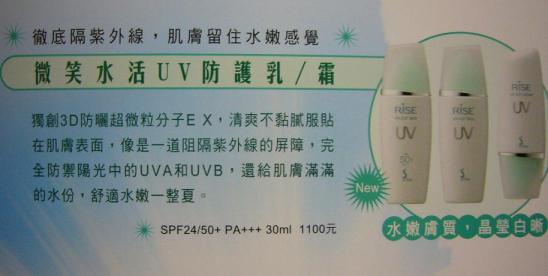 徹底隔紫外線，肌膚留住水嫩感覺
微笑水活UV防護乳/霜
獨創3D防曬超微粒分子E X，清爽不黏膩服貼
在肌膚表面，像是一道阻隔紫外線的屏障，完
全防禦陽光中的UVA和UVB，還給肌膚滿滿
的水份，舒適水嫩一整夏。
SPF24/50+ PA+++ 30ml 1100元
RISE
UV
50+
RISE
UV
RISE
UV
New
水嫩膚質，晶瑩白晰